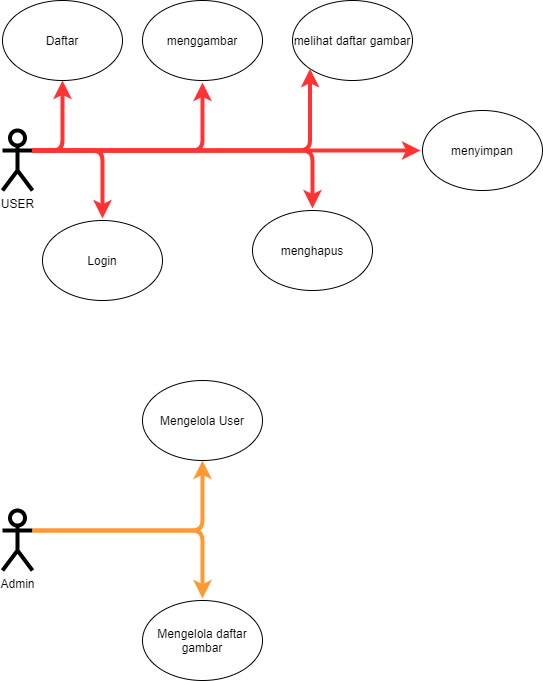 Daftar
menggambar
melihat daftar gambar
menyimpan
USER
Login
menghapus
Mengelola User
Admin
Mengelola daftar
gambar